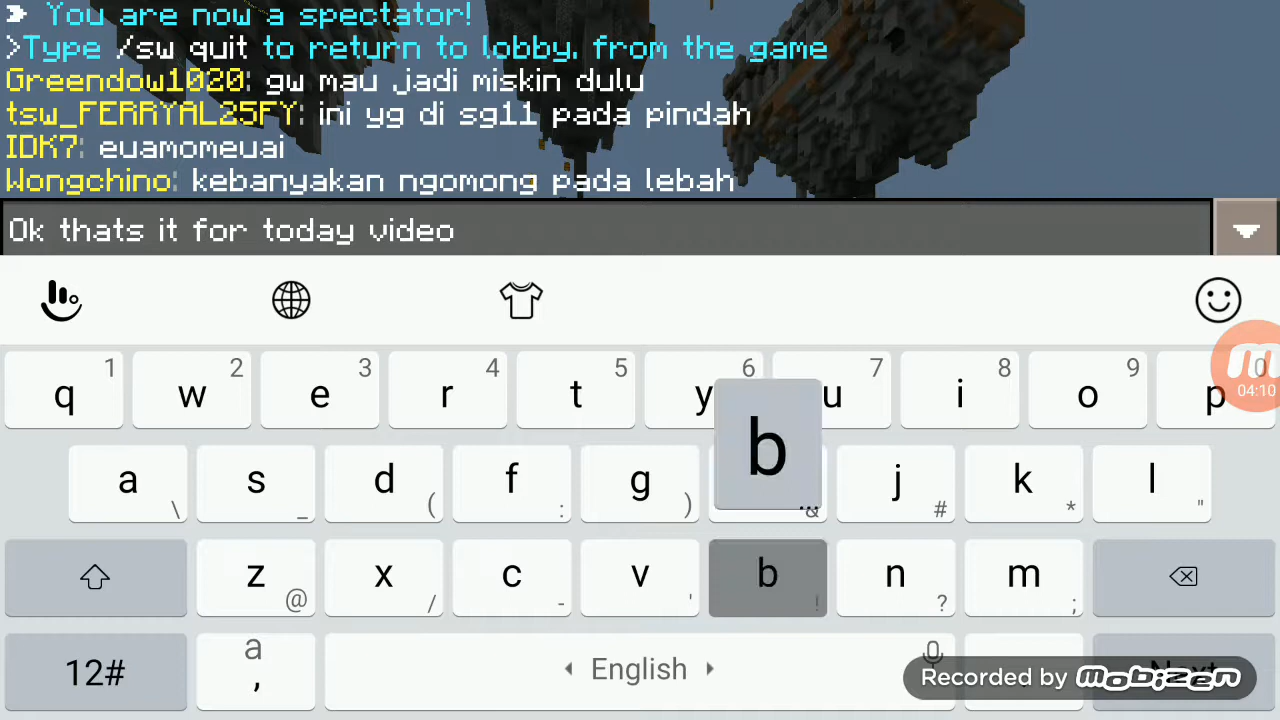 You are now a spectator!
>Type /sw quit to return to lobby. from the game
Greendow1020: gw mau jadi miskin dulu
tsw_FERRYAL25FY: ini yg di sg11 pada pindah
IDK7: euamomeuai
Wongchino: kebanyakan ngomong pada lebah
Ok thats it for today video
1 2 3 4 5 6 7 8 9 0
q w e r t y u i o p
04:10
b
a s d f g j k l
\ _ ( : ) & # * "
z x c v b n m
@ / - ' ! ? ;
12# a , English Next
Recorded by mobizen